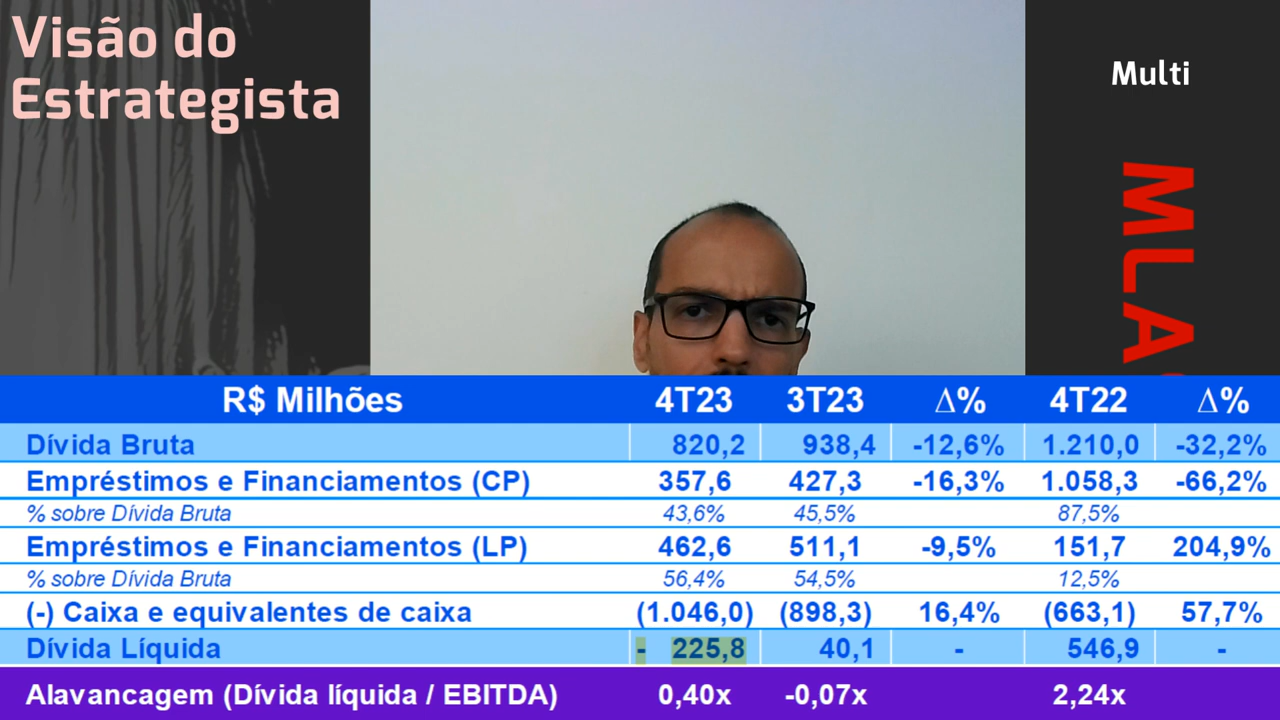 Visão do
Estrategista
Multi
MLAS
R$ Milhões 4T23 3T23 Δ% 4T22 Δ%
Dívida Bruta 820,2 938,4 -12,6% 1.210,0 -32,2%
Empréstimos e Financiamentos (CP) 357,6 427,3 -16,3% 1.058,3 -66,2%
% sobre Dívida Bruta 43,6% 45,5% 87,5%
Empréstimos e Financiamentos (LP) 462,6 511,1 -9,5% 151,7 204,9%
% sobre Dívida Bruta 56,4% 54,5% 12,5%
(-) Caixa e equivalentes de caixa (1.046,0) (898,3) 16,4% (663,1) 57,7%
Dívida Líquida - 225,8 40,1 - 546,9 -
Alavancagem (Dívida líquida / EBITDA) 0,40x -0,07x 2,24x